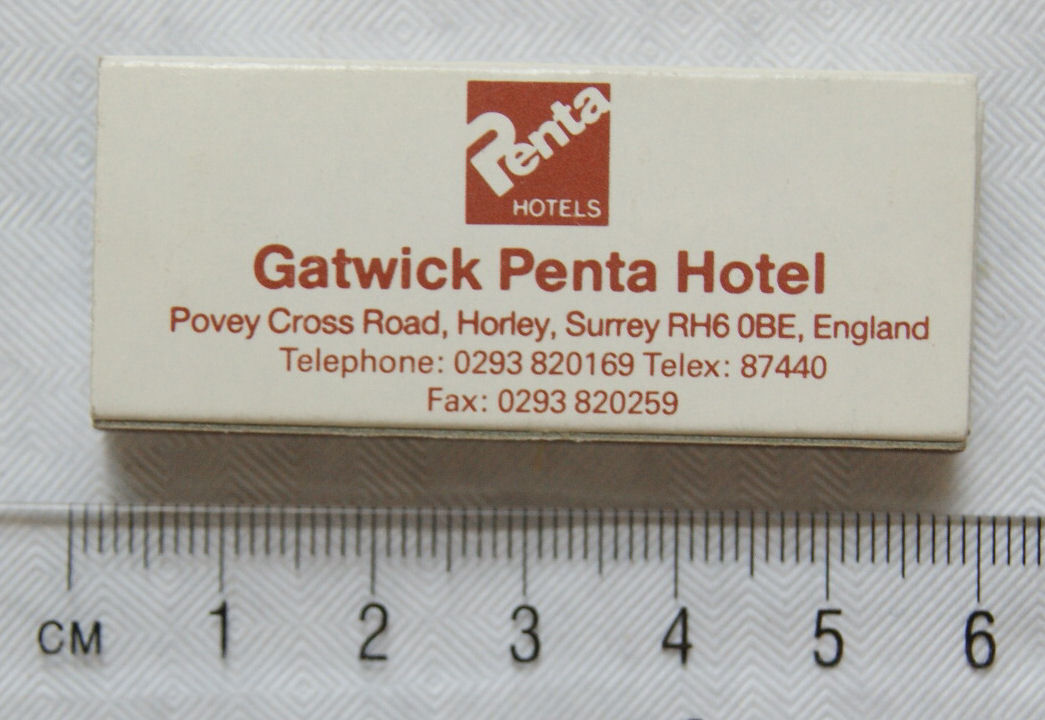 Penta
HOTELS
Gatwick Penta Hotel
Povey Cross Road, Horley, Surrey RH6 0BE, England
Telephone: 0293 820169 Telex: 87440
Fax: 0293 820259
CM 1 2 3 4 5 6